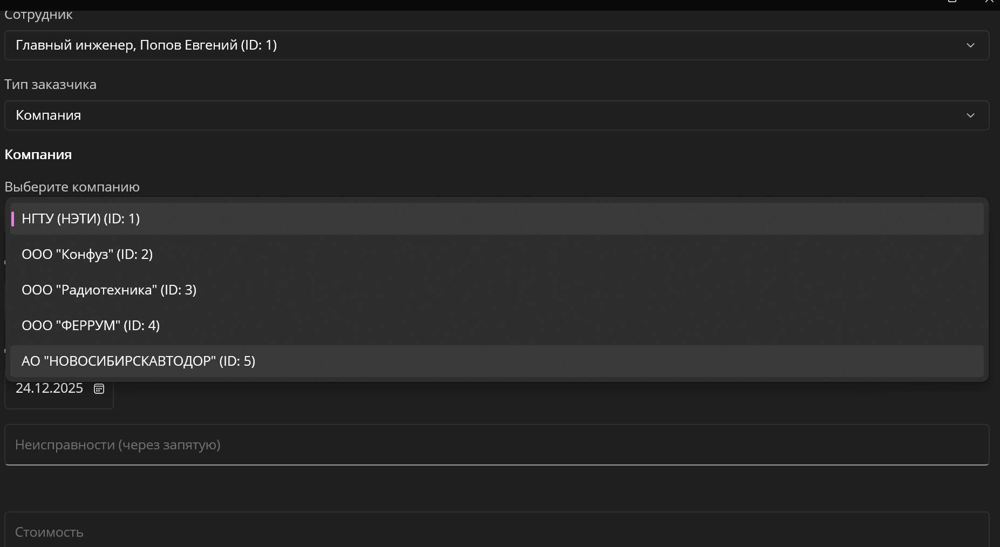 Сотрудник
Главный инженер, Попов Евгений (ID: 1)
Тип заказчика
Компания
Компания
Выберите компанию
НГТУ (НЭТИ) (ID: 1)
ООО "Конфуз" (ID: 2)
ООО "Радиотехника" (ID: 3)
ООО "ФЕРРУМ" (ID: 4)
АО "НОВОСИБИРСКАВТОДОР" (ID: 5)
24.12.2025
Неисправности (через запятую)
Стоимость